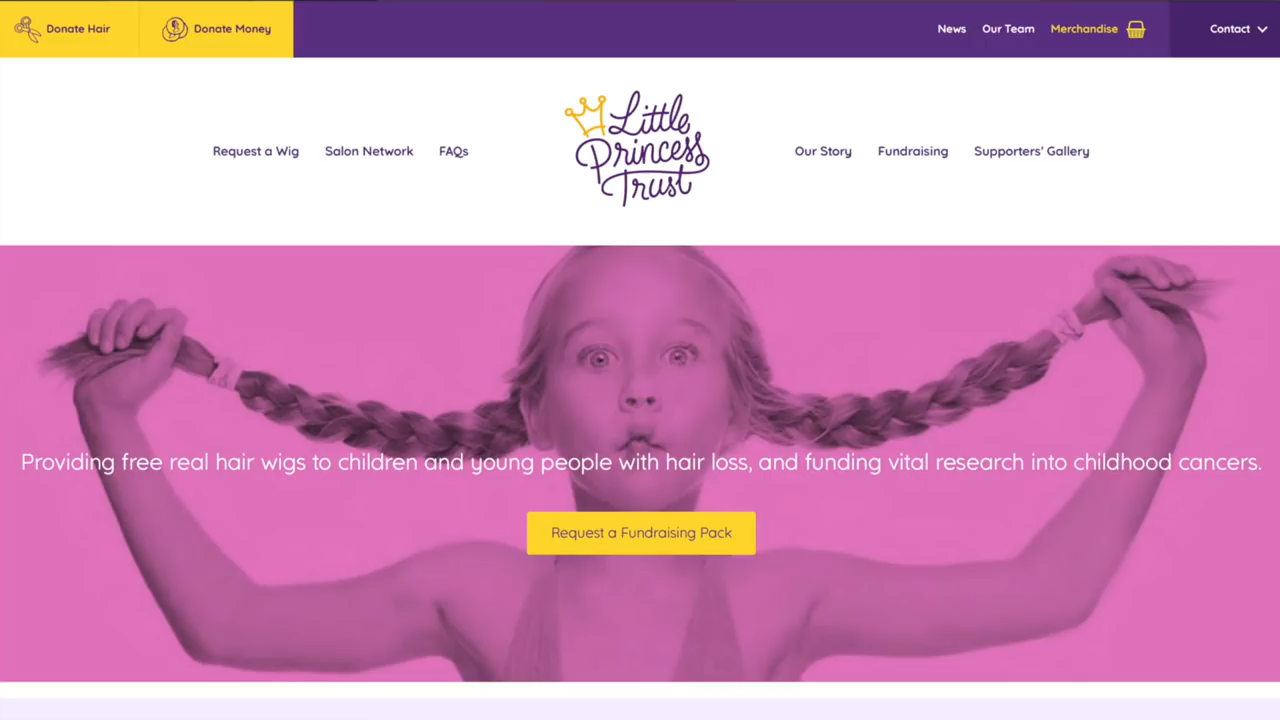 Donate Hair
Donate Money
News
Our Team
Merchandise
Contact
Request a Wig
Salon Network
FAQs
Little
Princess
Trust
Our Story
Fundraising
Supporters' Gallery
Providing free real hair wigs to children and young people with hair loss, and funding vital research into childhood cancers.
Request a Fundraising Pack